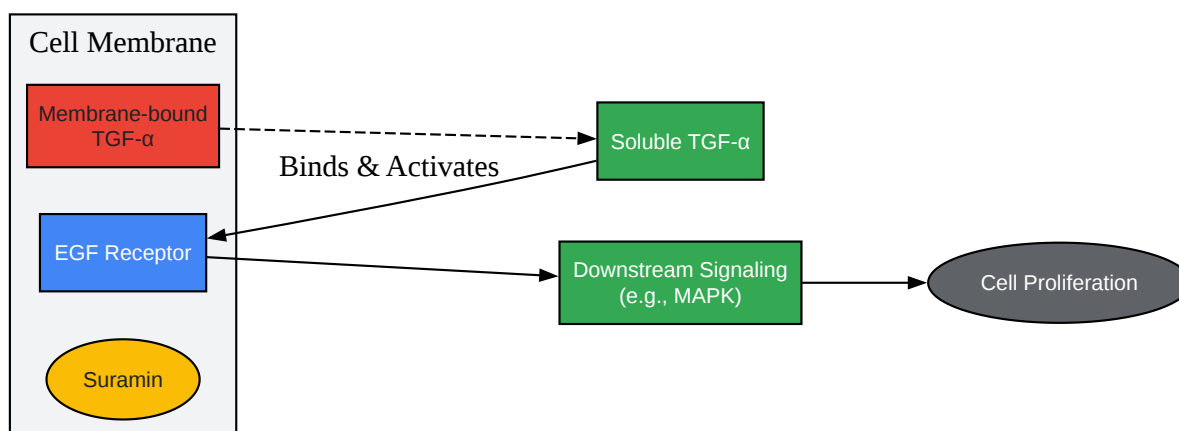 Cell Membrane
Membrane-bound
TGF-α
Soluble TGF-α
Binds & Activates
EGF Receptor
Downstream Signaling
(e.g., MAPK)
Cell Proliferation
Suramin